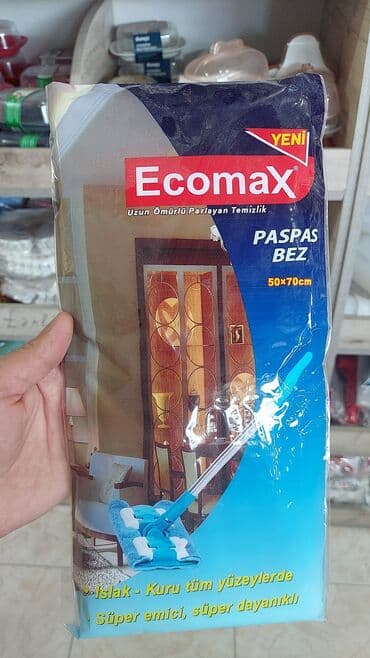 YENİ
Ecomax
Uzun Ömürlü Parlayan Temizlik
PASPAS
BEZ
50x70cm
Islak - Kuru tüm yüzeylerde
Süper emici, süper dayanıklı